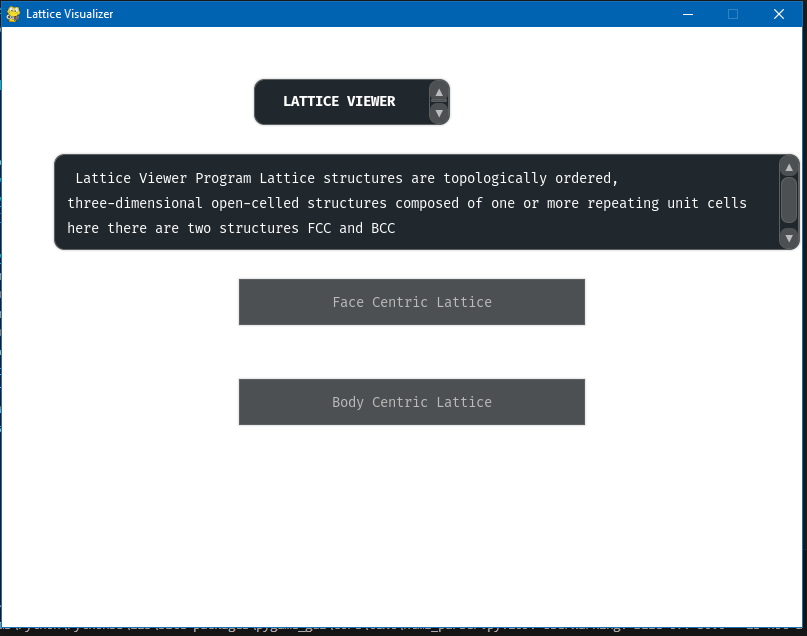 Lattice Visualizer
LATTICE VIEWER
Lattice Viewer Program Lattice structures are topologically ordered,
three-dimensional open-celled structures composed of one or more repeating unit cells
here there are two structures FCC and BCC
Face Centric Lattice
Body Centric Lattice